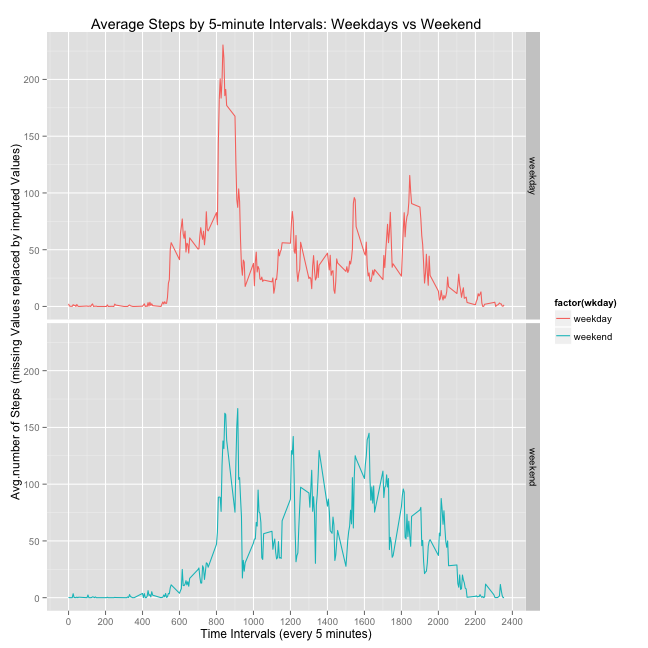 Average Steps by 5-minute Intervals: Weekdays vs Weekend
Avg.number of Steps (missing Values replaced by imputed Values)
200
150
100
50
0
weekday
200
150
100
50
0
weekend
0 200 400 600 800 1000 1200 1400 1600 1800 2000 2200 2400
Time Intervals (every 5 minutes)
factor(wkday)
weekday
weekend